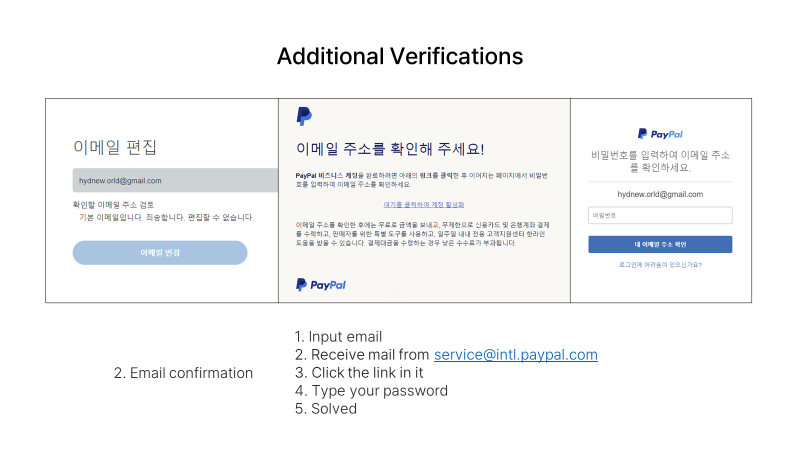 Additional Verifications
이메일 편집
hydnew.orld@gmail.com
확인할 이메일 주소 검토
기본 이메일입니다. 죄송합니다. 편집할 수 없습니다.
이메일 변경
이메일 주소를 확인해 주세요!
PayPal 비즈니스 계정을 완료하려면 아래의 링크를 클릭한 후 이어지는 페이지에서 비밀번
호를 입력하여 이메일 주소를 확인하세요.
여기를 클릭하여 계정 활성화
이메일 주소를 확인한 후에는 무료로 금액을 보내고, 무제한으로 신용카드 및 은행계좌 결제
를 수락하고, 판매자를 위한 특별 도구를 사용하고, 일주일 내내 전용 고객지원센터 핫라인
도움을 받을 수 있습니다. 결제대금을 수령하는 경우 낮은 수수료가 부과됩니다.
PayPal
PayPal
비밀번호를 입력하여 이메일 주소
를 확인하세요.
hydnew.orld@gmail.com
비밀번호
내 이메일 주소 확인
로그인에 어려움이 있으신가요?
2. Email confirmation
1. Input email
2. Receive mail from service@intl.paypal.com
3. Click the link in it
4. Type your password
5. Solved